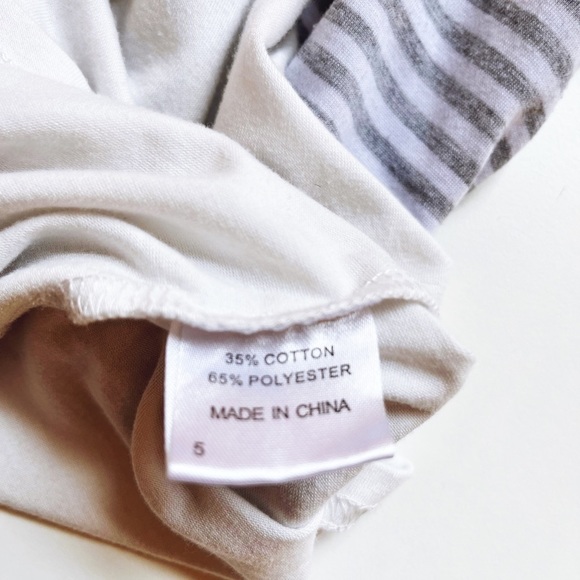 35% COTTON
65% POLYESTER
MADE IN CHINA
5